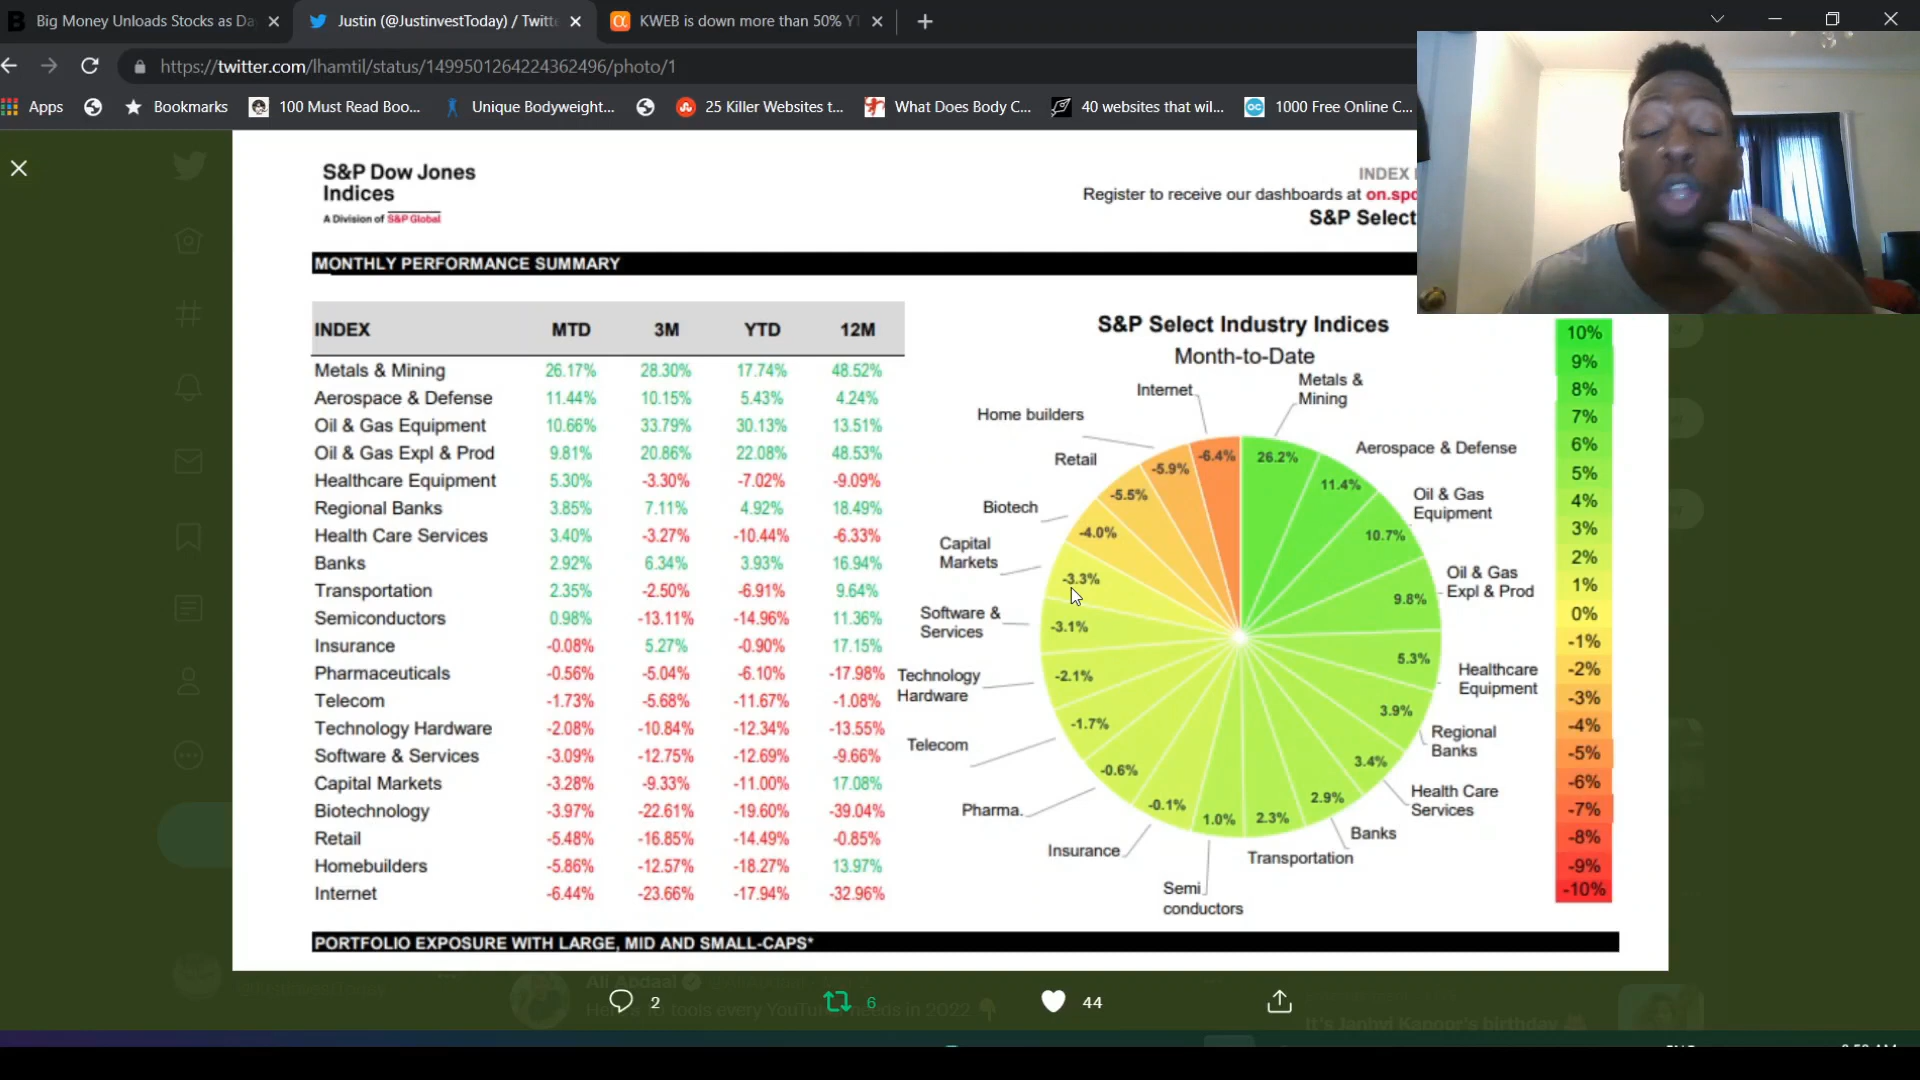 Big Money Unloads Stocks as Da
Justin (@JustinvestToday) / Twitte
KWEB is down more than 50% Y
https://twitter.com/lhamtil/status/1499501264224362496/photo/1
Apps
Bookmarks
100 Must Read Boo...
Unique Bodyweight...
25 Killer Websites t...
What Does Body C...
40 websites that wil...
1000 Free Online C...
S&P Dow Jones
Indices
A Division of S&P Global
INDEX
Register to receive our dashboards at on.spd
S&P Select
MONTHLY PERFORMANCE SUMMARY
INDEX MTD 3M YTD 12M
Metals & Mining 26.17% 28.30% 17.74% 48.52%
Aerospace & Defense 11.44% 10.15% 5.43% 4.24%
Oil & Gas Equipment 10.66% 33.79% 30.13% 13.51%
Oil & Gas Expl & Prod 9.81% 20.86% 22.08% 48.53%
Healthcare Equipment 5.30% -3.30% -7.02% -9.09%
Regional Banks 3.85% 7.11% 4.92% 18.49%
Health Care Services 3.40% -3.27% -10.44% -6.33%
Banks 2.92% 6.34% 3.93% 16.94%
Transportation 2.35% -2.50% -6.91% 9.64%
Semiconductors 0.98% -13.11% -14.96% 11.36%
Insurance -0.08% 5.27% -0.90% 17.15%
Pharmaceuticals -0.56% -5.04% -6.10% -17.98%
Telecom -1.73% -5.68% -11.67% -1.08%
Technology Hardware -2.08% -10.84% -12.34% -13.55%
Software & Services -3.09% -12.75% -12.69% -9.66%
Capital Markets -3.28% -9.33% -11.00% 17.08%
Biotechnology -3.97% -22.61% -19.60% -39.04%
Retail -5.48% -16.85% -14.49% -0.85%
Homebuilders -5.86% -12.57% -18.27% 13.97%
Internet -6.44% -23.66% -17.94% -32.96%
S&P Select Industry Indices
Month-to-Date
Metals &
Mining
26.2%
Aerospace & Defense
11.4%
Oil & Gas
Equipment
10.7%
Oil & Gas
Expl & Prod
9.8%
Healthcare
Equipment
5.3%
Regional
Banks
3.9%
Health Care
Services
3.4%
Banks
2.9%
Transportation
2.3%
Semi
conductors
1.0%
Insurance
-0.1%
Pharma.
-0.6%
Telecom
-1.7%
Technology
Hardware
-2.1%
Software &
Services
-3.1%
Capital
Markets
-3.3%
Biotech
-4.0%
Retail
-5.5%
Home builders
-5.9%
Internet
-6.4%
10%
9%
8%
7%
6%
5%
4%
3%
2%
1%
0%
-1%
-2%
-3%
-4%
-5%
-6%
-7%
-8%
-9%
-10%
PORTFOLIO EXPOSURE WITH LARGE, MID AND SMALL-CAPS*
Ali Abdaal
2
6
44
tools every YouTube needs in 2022
It's Janhvi Kapoor's birthday